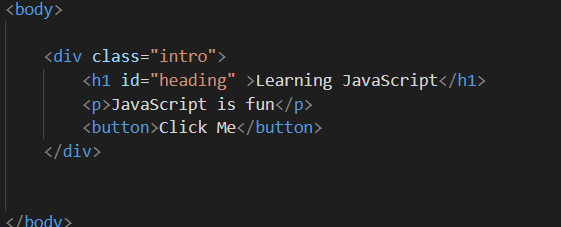 <body>
<div class="intro">
<h1 id="heading" >Learning JavaScript</h1>
<p>JavaScript is fun</p>
<button>Click Me</button>
</div>
</body>